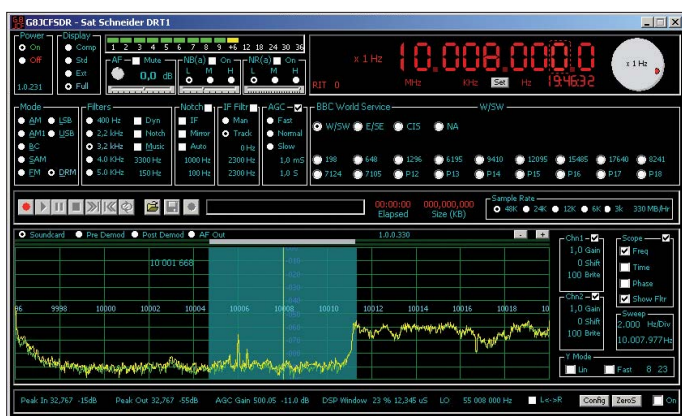 G8JCFSDR - Sat Schneider DRT1
Power Display
On Comp
Off Std
Ext
1.0.231 Full
1 2 3 4 5 6 7 8 9 +6 12 18 24 30 36
AF Mute NB(a) On NR(a) On
0,0 dB L M H L M H
x 1 Hz 10.008.000.0
RIT 0 MHz KHz Set Hz 19:46:32
x 1 Hz
Mode Filters Notch IF Filtr AGC BBC World Service W/SW
AM LSB 400 Hz Dyn IF Man Fast W/SW E/SE CIS NA
AM1 USB 2,2 kHz Notch Mirror Track Normal
BC 3,2 kHz Music Auto 0 Hz Slow
SAM 4.0 KHz 3300 Hz 1000 Hz 2300 Hz 1,0 mS 198 648 1296 6195 9410 12095 15485 17640 8241
FM DRM 5.0 KHz 150 Hz 100 Hz 2300 Hz 1.0 S 7124 7105 P12 P13 P14 P15 P16 P17 P18
00:00:00 000,000,000
Elapsed Size (KB)
Sample Rate
48K 24K 12K 6K 3k 330 MB/Hr
Soundcard Pre Demod Post Demod AF Out 1.0.0.330 - +
10 001 668
96 9998 10000 10002 10004 10006 10008 10010 10012 10014 10016 10018 10
Chn1 Scope
1,0 Gain Freq
0 Shift Time
100 Brite Phase
Chn2 Show Fltr
1,0 Gain Sweep
0 Shift 2.000 Hz/Div
100 Brite 10.007.977Hz
Y Mode
Lin Fast 8 23
Peak In 32,767 -15dB Peak Out 32,767 -55dB AGC Gain 500.05 -11.0 dB DSP Window 23 % 12,345 uS LO 55 008 000 Hz L<->R Config ZeroS On